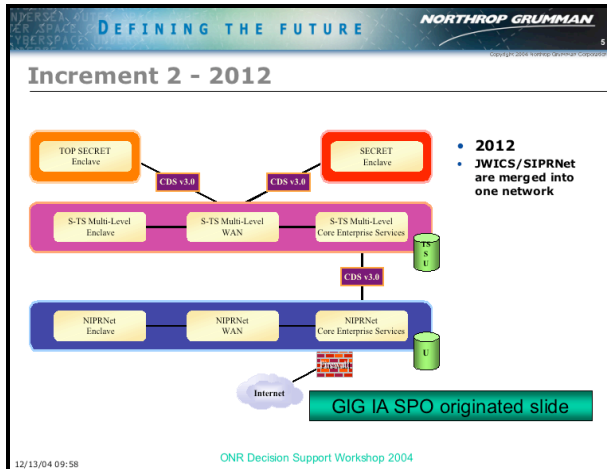 DEFINING THE FUTURE
NORTHROP GRUMMAN
5
Copyright 2004 Northrop Grumman Corporation
Increment 2 - 2012
TOP SECRET
Enclave
SECRET
Enclave
CDS v3.0
CDS v3.0
• 2012
• JWICS/SIPRNet
are merged into
one network
S-TS Multi-Level
Enclave
S-TS Multi-Level
WAN
S-TS Multi-Level
Core Enterprise Services
TS
S
U
CDS v3.0
NIPRNet
Enclave
NIPRNet
WAN
NIPRNet
Core Enterprise Services
U
Firewall
Internet
GIG IA SPO originated slide
12/13/04 09:58
ONR Decision Support Workshop 2004